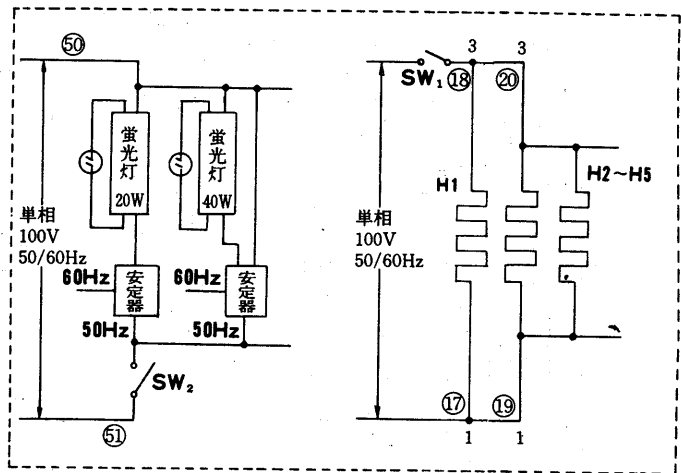 ㊿
単相
100V
50/60Hz
蛍光灯
20W
蛍光灯
40W
60Hz
安定器
50Hz
60Hz
安定器
50Hz
SW₂
51
3
3
SW₁
⑱
⑳
H1
H2～H5
単相
100V
50/60Hz
⑰
⑲
1
1